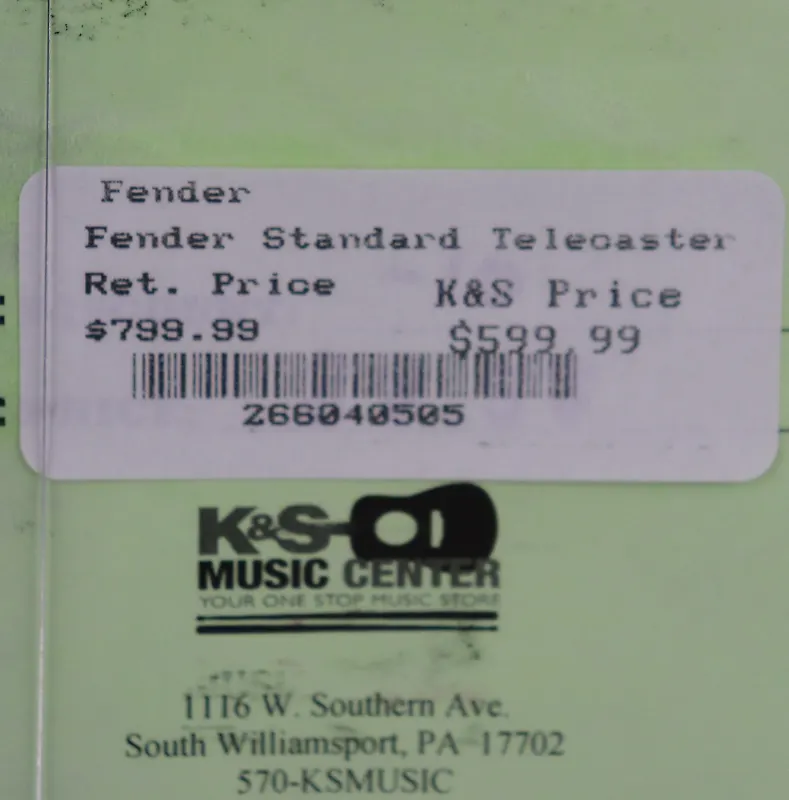 Fender
Fender Standard Telecaster
Ret. Price K&S Price
$799.99 $599.99
266040505
K&S
MUSIC CENTER
YOUR ONE STOP MUSIC STORE
1116 W. Southern Ave.
South Williamsport, PA 17702
570-KSMUSIC